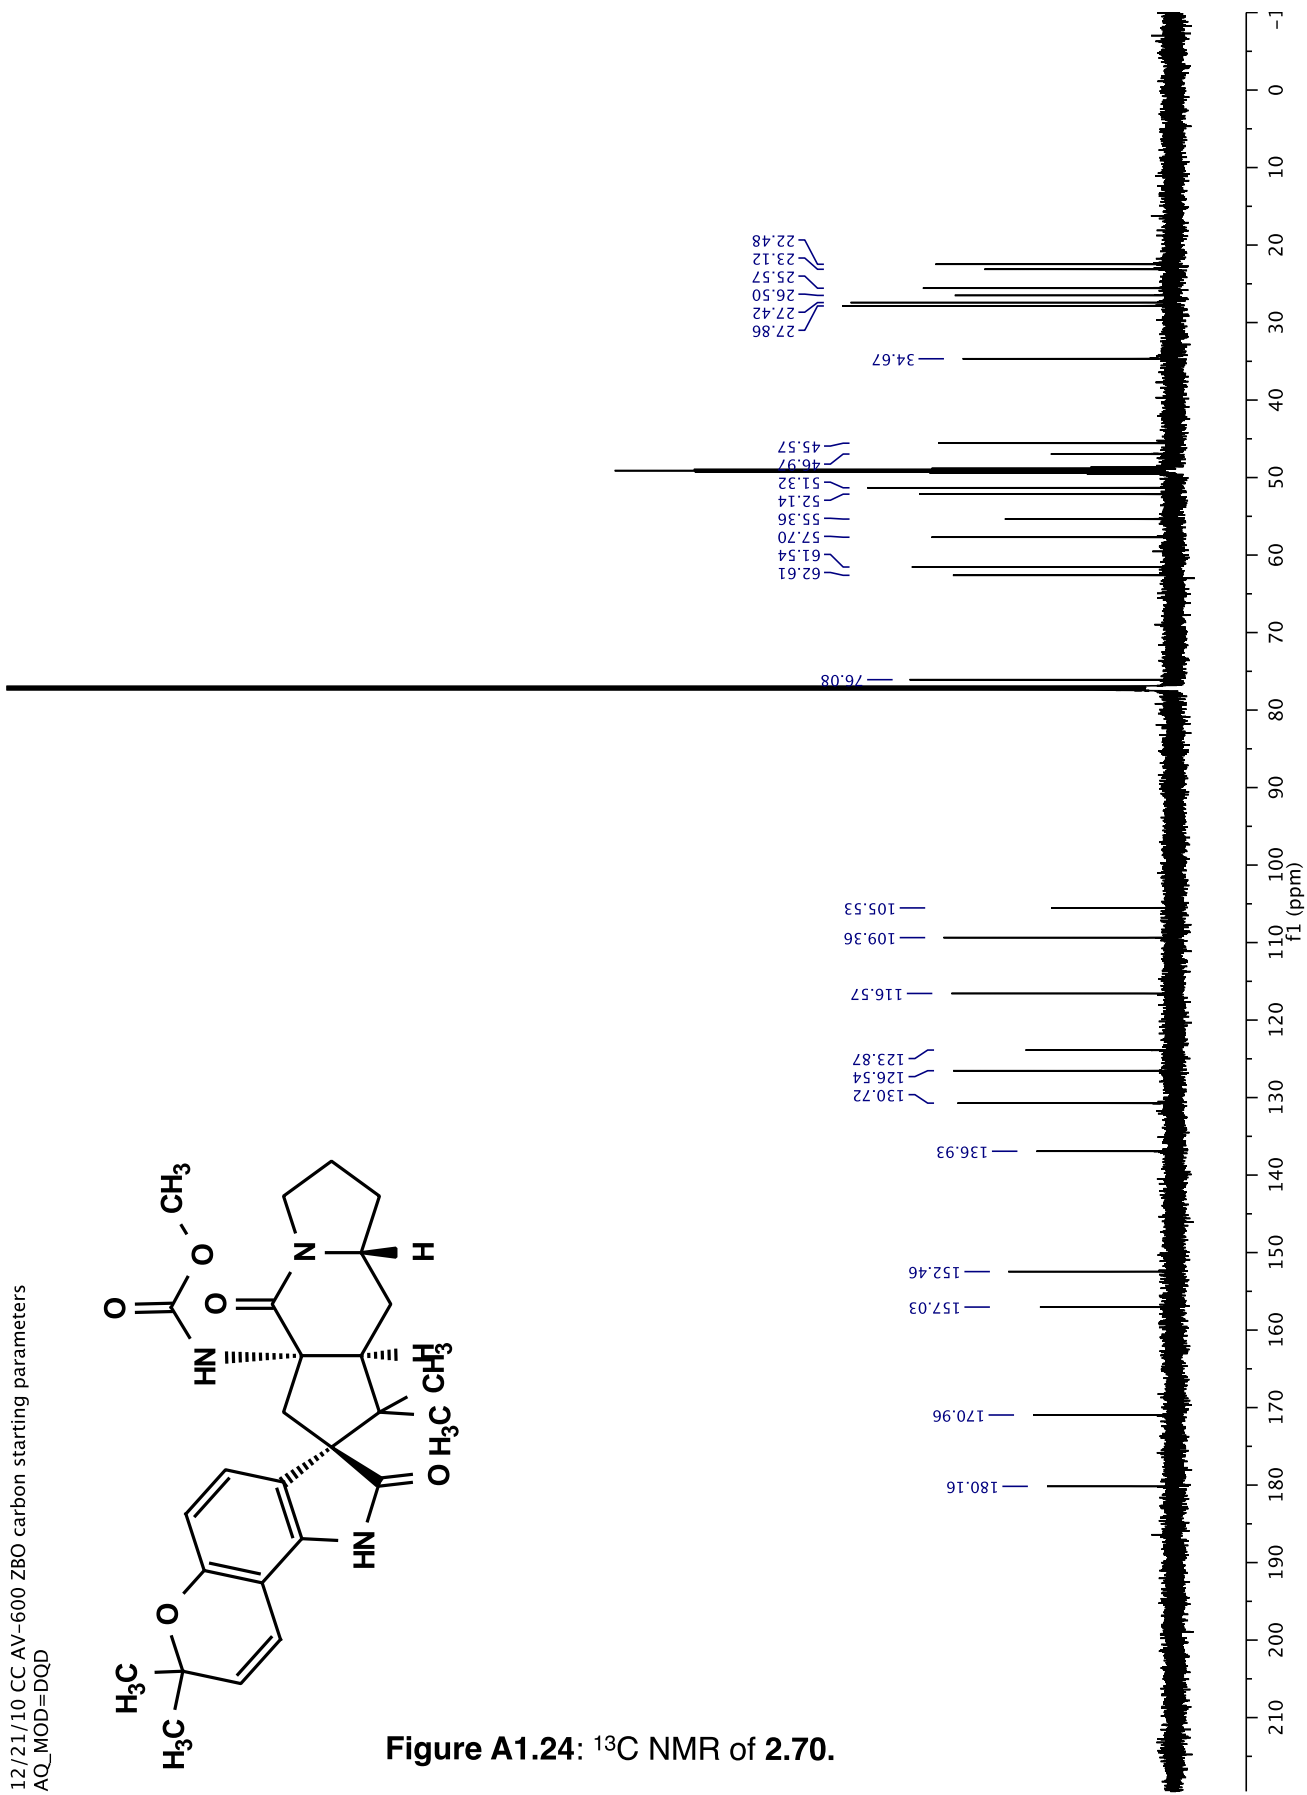 12/21/10 CC AV-600 ZBO carbon starting parameters
AQ_MOD=DQD
22.48
23.12
25.57
26.50
27.42
27.86
34.67
45.57
46.97
51.32
52.14
55.36
57.70
61.54
62.61
76.08
105.53
109.36
116.57
123.87
126.54
130.72
136.93
152.46
157.03
170.96
180.16
O
O
CH3
HN
O
N
H
H
CH3
H3C
O
HN
O
H3C
H3C
210 200 190 180 170 160 150 140 130 120 110 100 90 80 70 60 50 40 30 20 10 0 -1
f1 (ppm)
Figure A1.24: 13C NMR of 2.70.